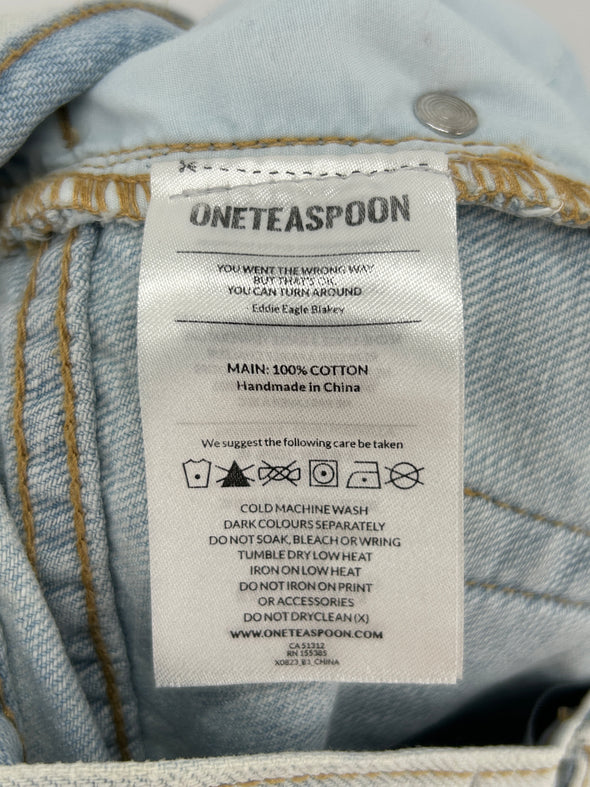 ONETEASPOON
YOU WENT THE WRONG WAY
BUT THAT'S OK,
YOU CAN TURN AROUND
- Eddie Eagle Blakey
MAIN: 100% COTTON
Handmade in China
We suggest the following care be taken
COLD MACHINE WASH
DARK COLOURS SEPARATELY
DO NOT SOAK, BLEACH OR WRING
TUMBLE DRY LOW HEAT
IRON ON LOW HEAT
DO NOT IRON ON PRINT
OR ACCESSORIES
DO NOT DRYCLEAN (X)
WWW.ONETEASPOON.COM
CA 51312
RN 155385
X0823_B1_CHINA